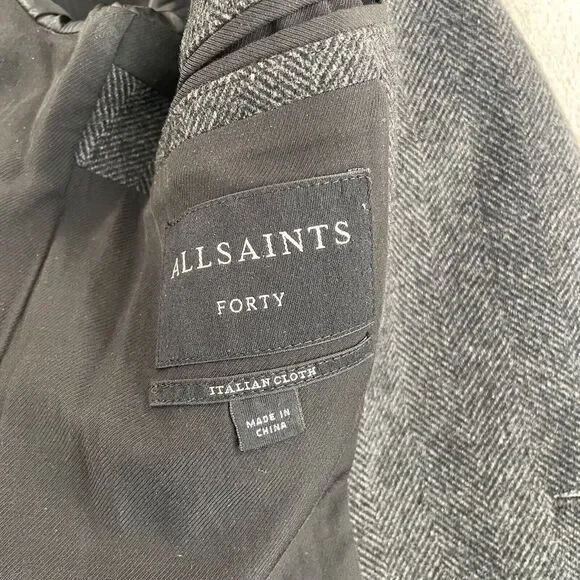 ALLSAINTS
FORTY
ITALIAN CLOTH
MADE IN
CHINA